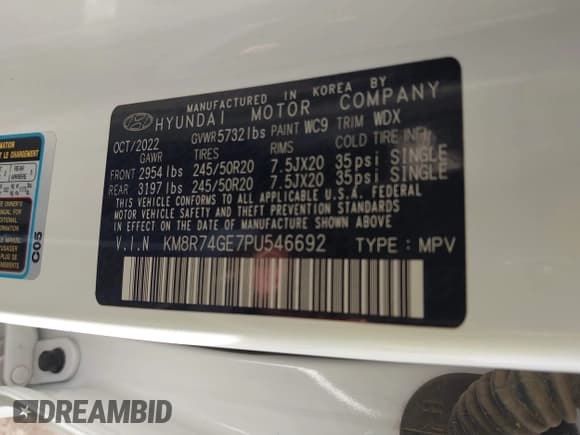 MANUFACTURED IN KOREA BY
HYUNDAI MOTOR COMPANY
OCT/2022 GVWR 5732 lbs PAINT WC9 TRIM WDX
GAWR TIRES RIMS COLD TIRE INFL
FRONT 2954 lbs 245/50R20 7.5JX20 35psi SINGLE
REAR 3197 lbs 245/50R20 7.5JX20 35psi SINGLE
THIS VEHICLE CONFORMS TO ALL APPLICABLE U.S.A. FEDERAL
MOTOR VEHICLE SAFETY AND THEFT PREVENTION STANDARDS
IN EFFECT ON THE DATE OF MANUFACTURE SHOWN ABOVE.
V.I.N KM8R74GE7PU546692 TYPE : MPV
C05
DREAMBID